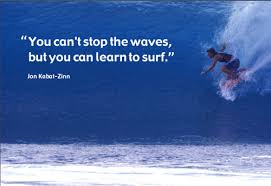 “You can't stop the waves,
but you can learn to surf.”
Jon Kabat-Zinn